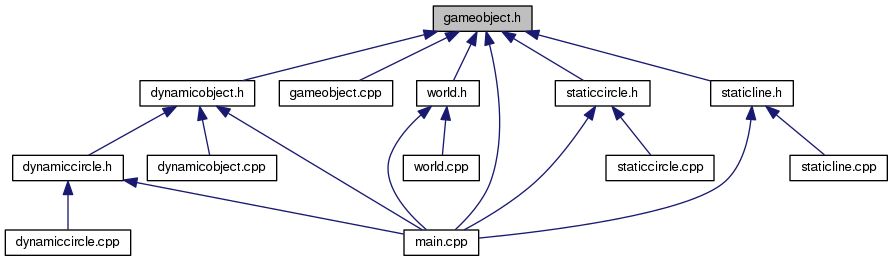 gameobject.h
dynamicobject.h
gameobject.cpp
world.h
staticcircle.h
staticline.h
dynamiccircle.h
dynamicobject.cpp
world.cpp
staticcircle.cpp
staticline.cpp
dynamiccircle.cpp
main.cpp